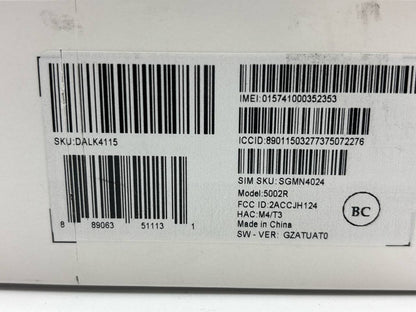 SKU:DALK4115
8 89063 51113 1
IMEI:015741000352353
ICCID:89011503277375072276
SIM SKU: SGMN4024
Model:5002R
FCC ID:2ACCJH124
HAC:M4/T3
Made in China
SW - VER: GZATUAT0
BC